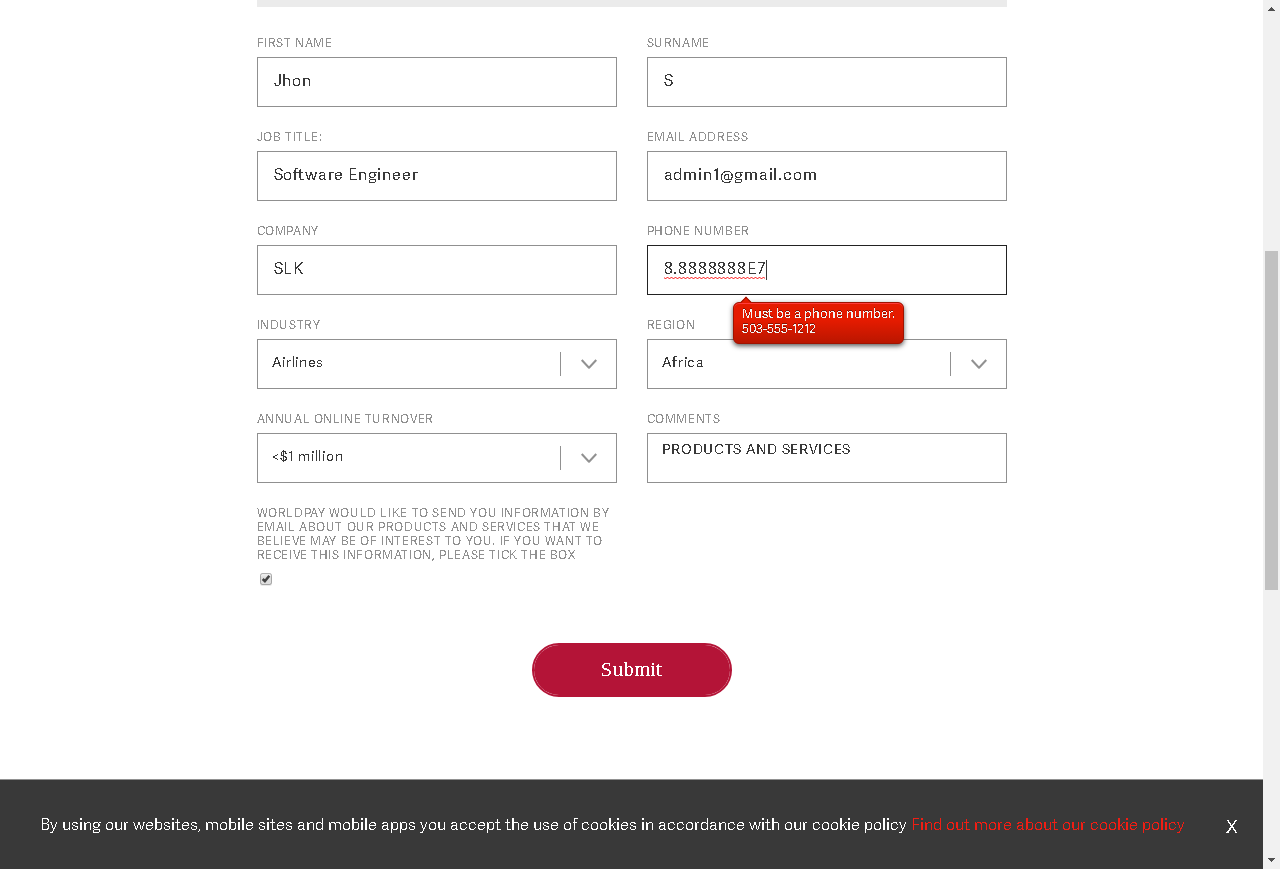 FIRST NAME
SURNAME
Jhon
S
JOB TITLE:
EMAIL ADDRESS
Software Engineer
admin1@gmail.com
COMPANY
PHONE NUMBER
SLK
8.8888888E7
Must be a phone number.
503-555-1212
INDUSTRY
REGION
Airlines
Africa
ANNUAL ONLINE TURNOVER
COMMENTS
<$1 million
PRODUCTS AND SERVICES
WORLDPAY WOULD LIKE TO SEND YOU INFORMATION BY
EMAIL ABOUT OUR PRODUCTS AND SERVICES THAT WE
BELIEVE MAY BE OF INTEREST TO YOU. IF YOU WANT TO
RECEIVE THIS INFORMATION, PLEASE TICK THE BOX
Submit
By using our websites, mobile sites and mobile apps you accept the use of cookies in accordance with our cookie policy Find out more about our cookie policy X